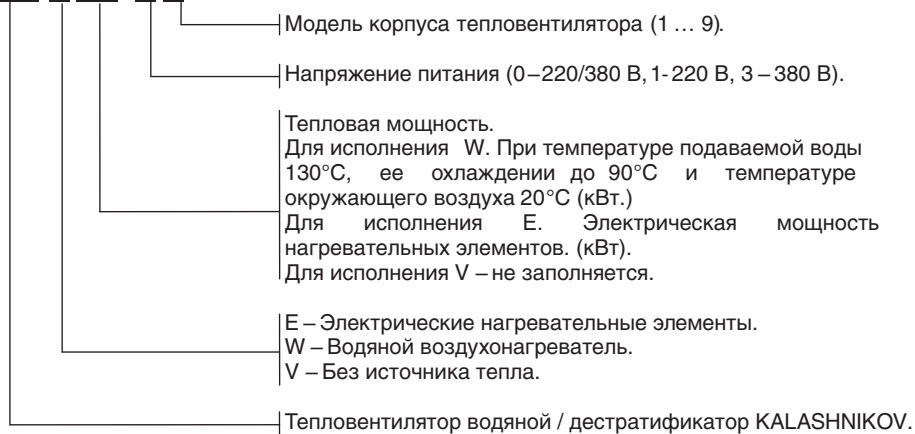 Модель корпуса тепловентилятора (1 … 9).
Напряжение питания (0–220/380 В, 1- 220 В, 3 – 380 В).
Тепловая мощность.
Для исполнения W. При температуре подаваемой воды
130°С, ее охлаждении до 90°С и температуре
окружающего воздуха 20°С (кВт.)
Для исполнения E. Электрическая мощность
нагревательных элементов. (кВт).
Для исполнения V – не заполняется.
E – Электрические нагревательные элементы.
W – Водяной воздухонагреватель.
V – Без источника тепла.
Тепловентилятор водяной / дестратификатор KALASHNIKOV.